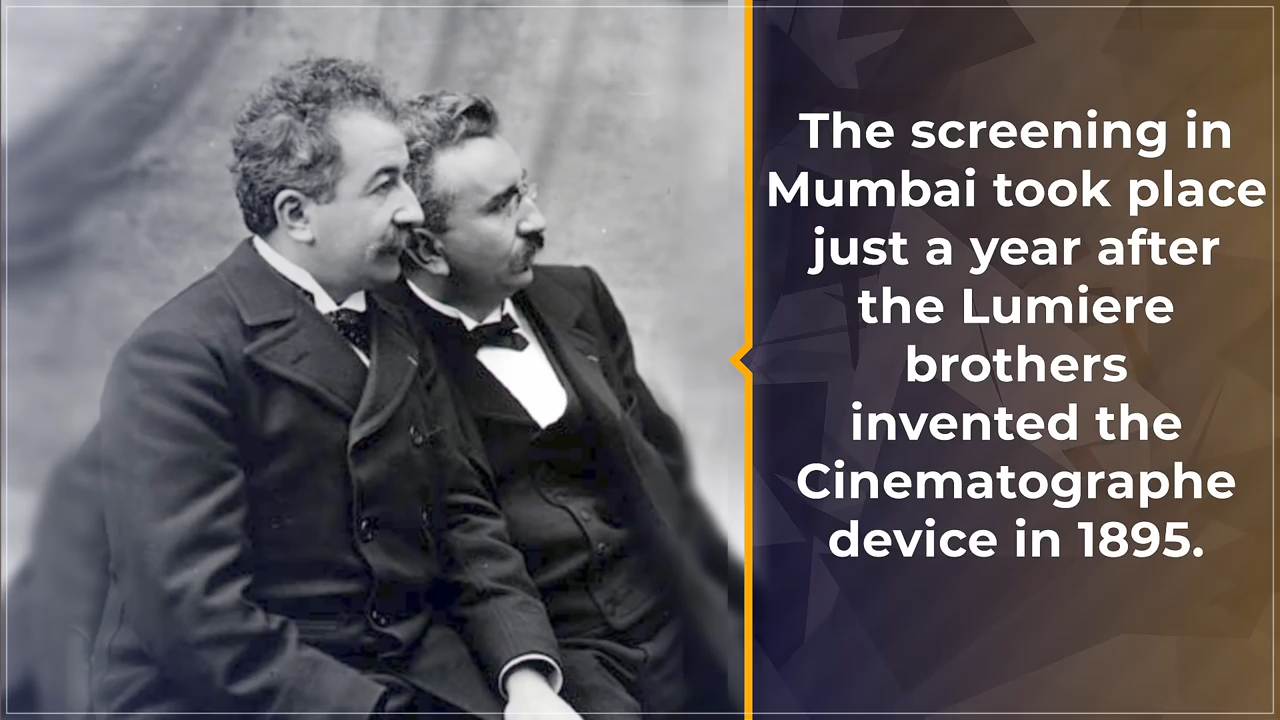 The screening in
Mumbai took place
just a year after
the Lumiere
brothers
invented the
Cinematographe
device in 1895.